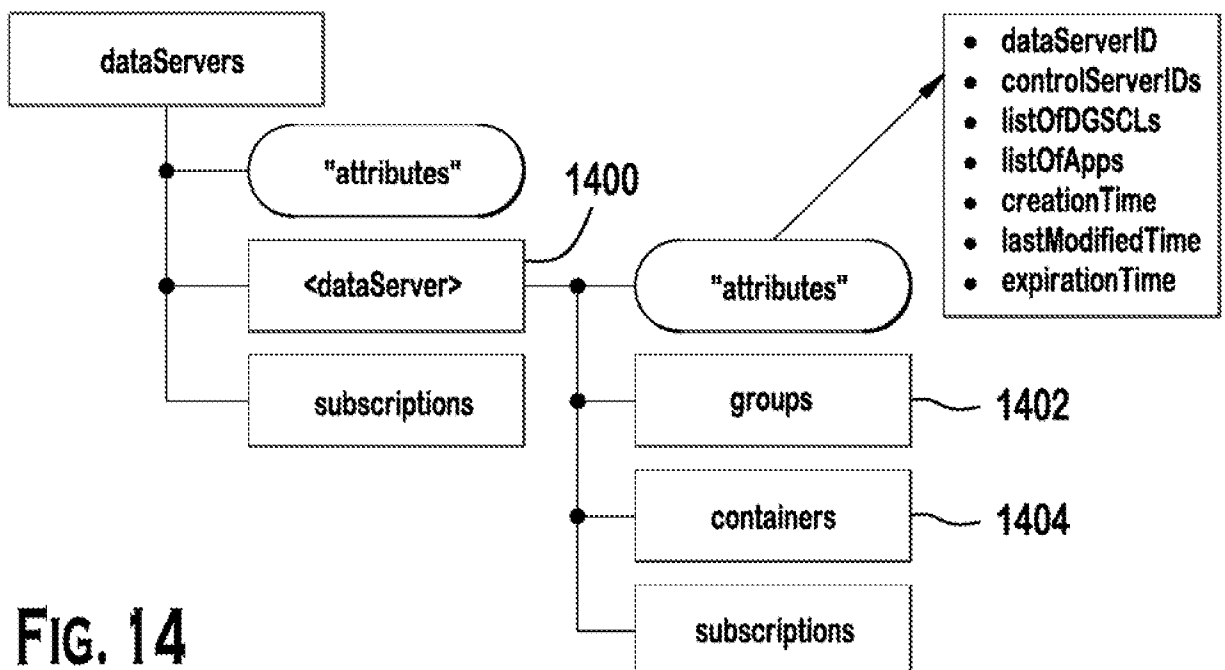 dataServers
"attributes"
1400
<dataServer>
subscriptions
• dataServerID
• controlServerIDs
• listOfDGSCLs
• listOfApps
• creationTime
• lastModifiedTime
• expirationTime
"attributes"
groups
1402
containers
1404
subscriptions
FIG. 14